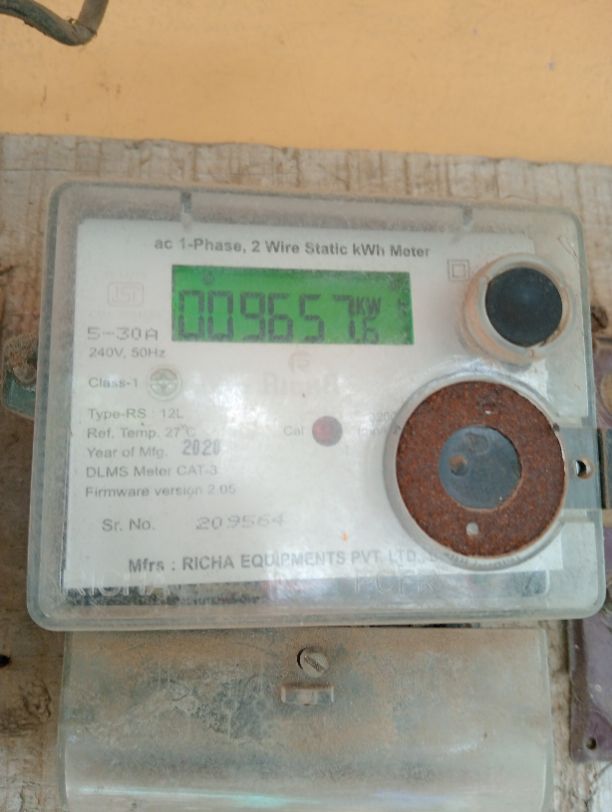 ac 1-Phase, 2 Wire Static kWh Meter
009657.6 KW
ISI
5-30A
240V, 50Hz
Class-1
Type-RS : 12L
Ref. Temp. 27°C
Cal
Year of Mfg. 2020
DLMS Meter CAT-3
Firmware version 2.05
Sr. No. 209564
Mfrs : RICHA EQUIPMENTS PVT. LTD.